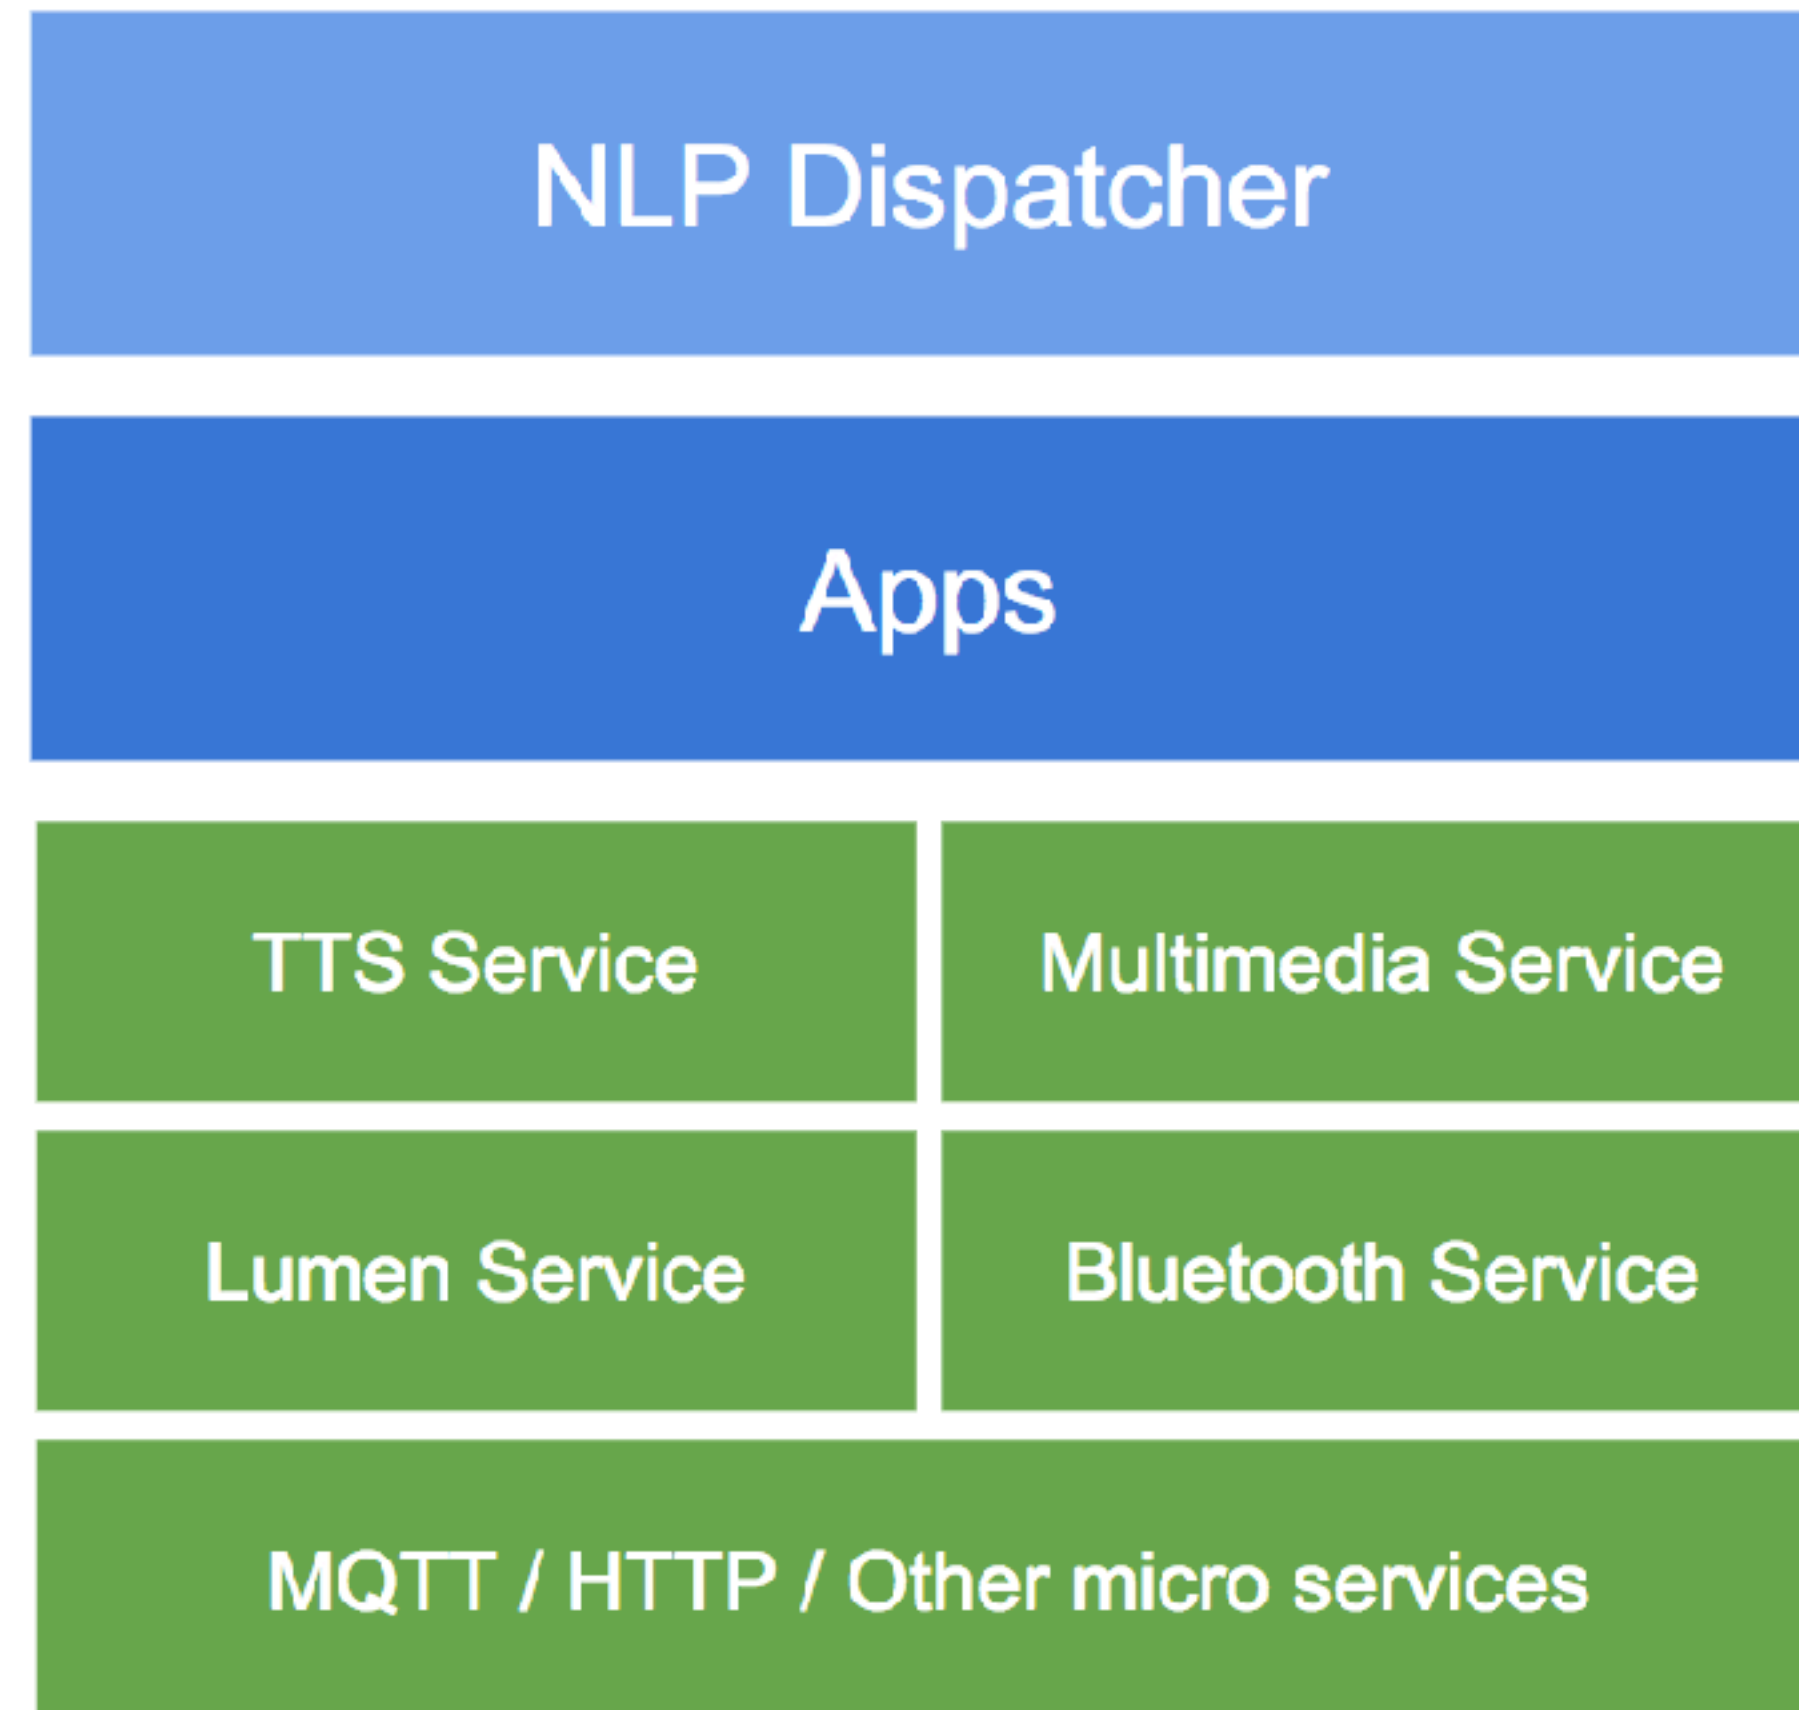 NLP Dispatcher
Apps
TTS Service
Multimedia Service
Lumen Service
Bluetooth Service
MQTT / HTTP / Other micro services